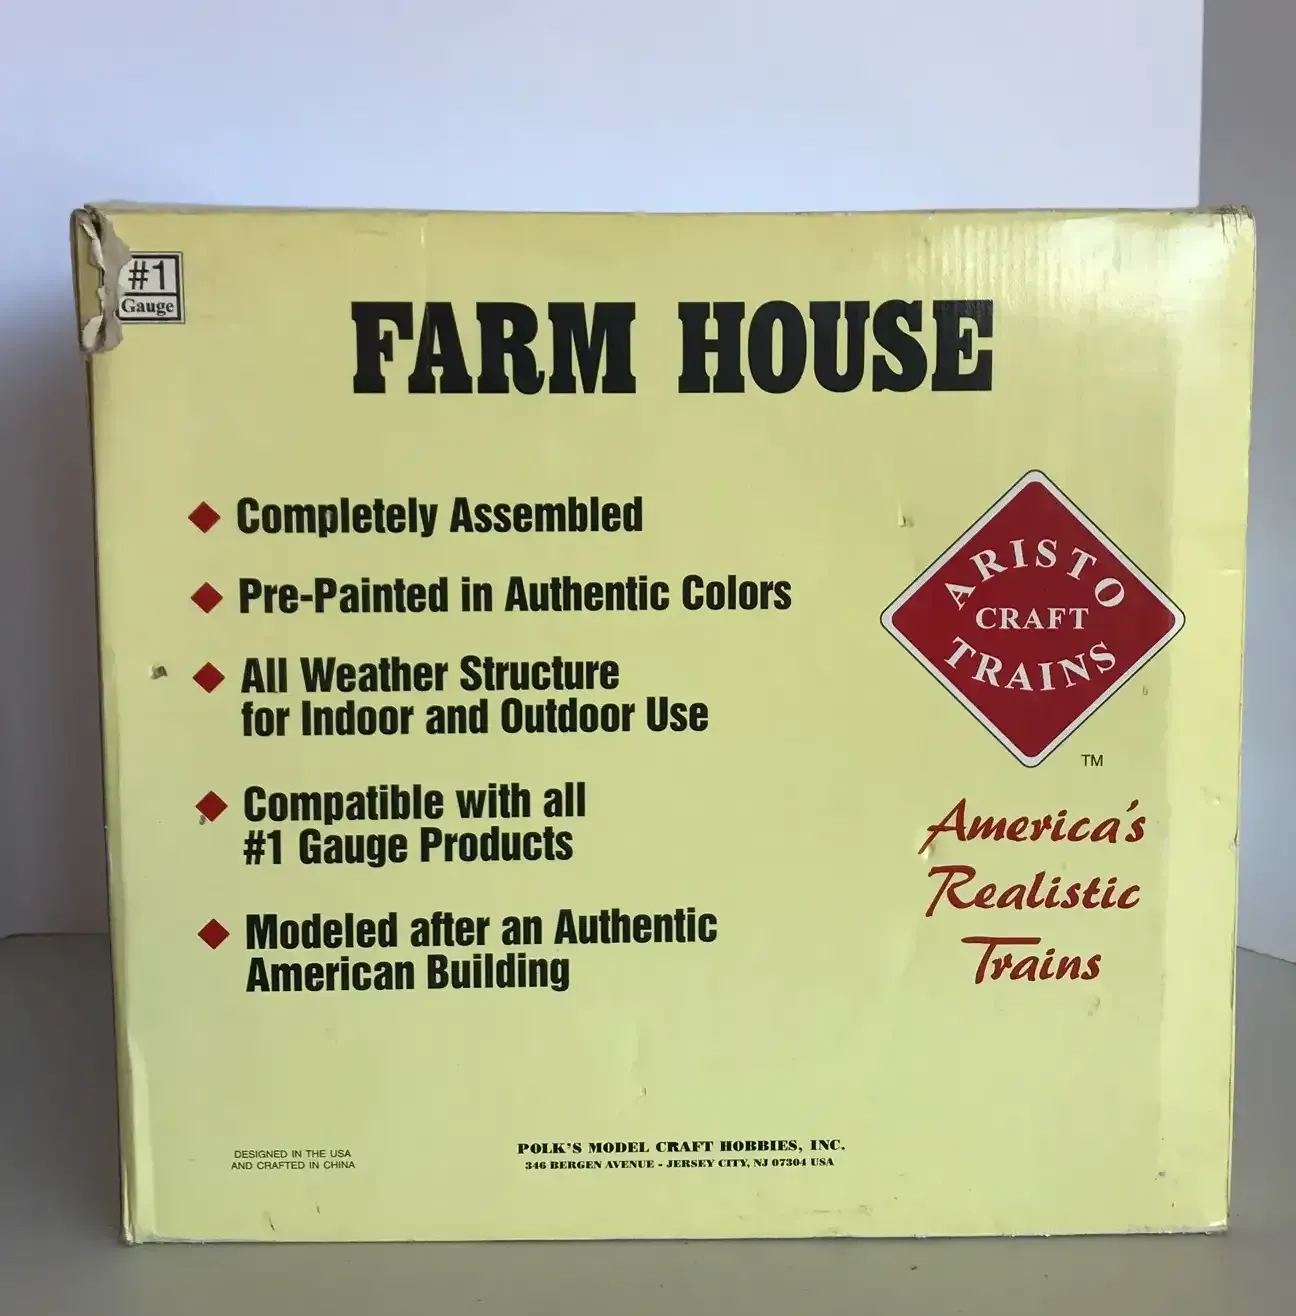 #1
Gauge
FARM HOUSE
Completely Assembled
Pre-Painted in Authentic Colors
All Weather Structure
for Indoor and Outdoor Use
Compatible with all
#1 Gauge Products
Modeled after an Authentic
American Building
ARISTO
CRAFT
TRAINS
TM
America's
Realistic
Trains
DESIGNED IN THE USA
AND CRAFTED IN CHINA
POLK'S MODEL CRAFT HOBBIES, INC.
346 BERGEN AVENUE - JERSEY CITY, NJ 07304 USA